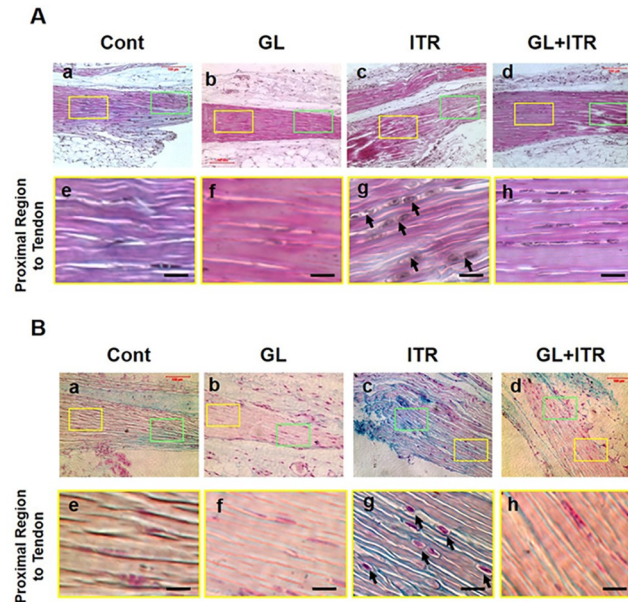 A
Cont GL ITR GL+ITR
a b c d
Proximal Region
to Tendon
e f g h
B
Cont GL ITR GL+ITR
a b c d
Proximal Region
to Tendon
e f g h